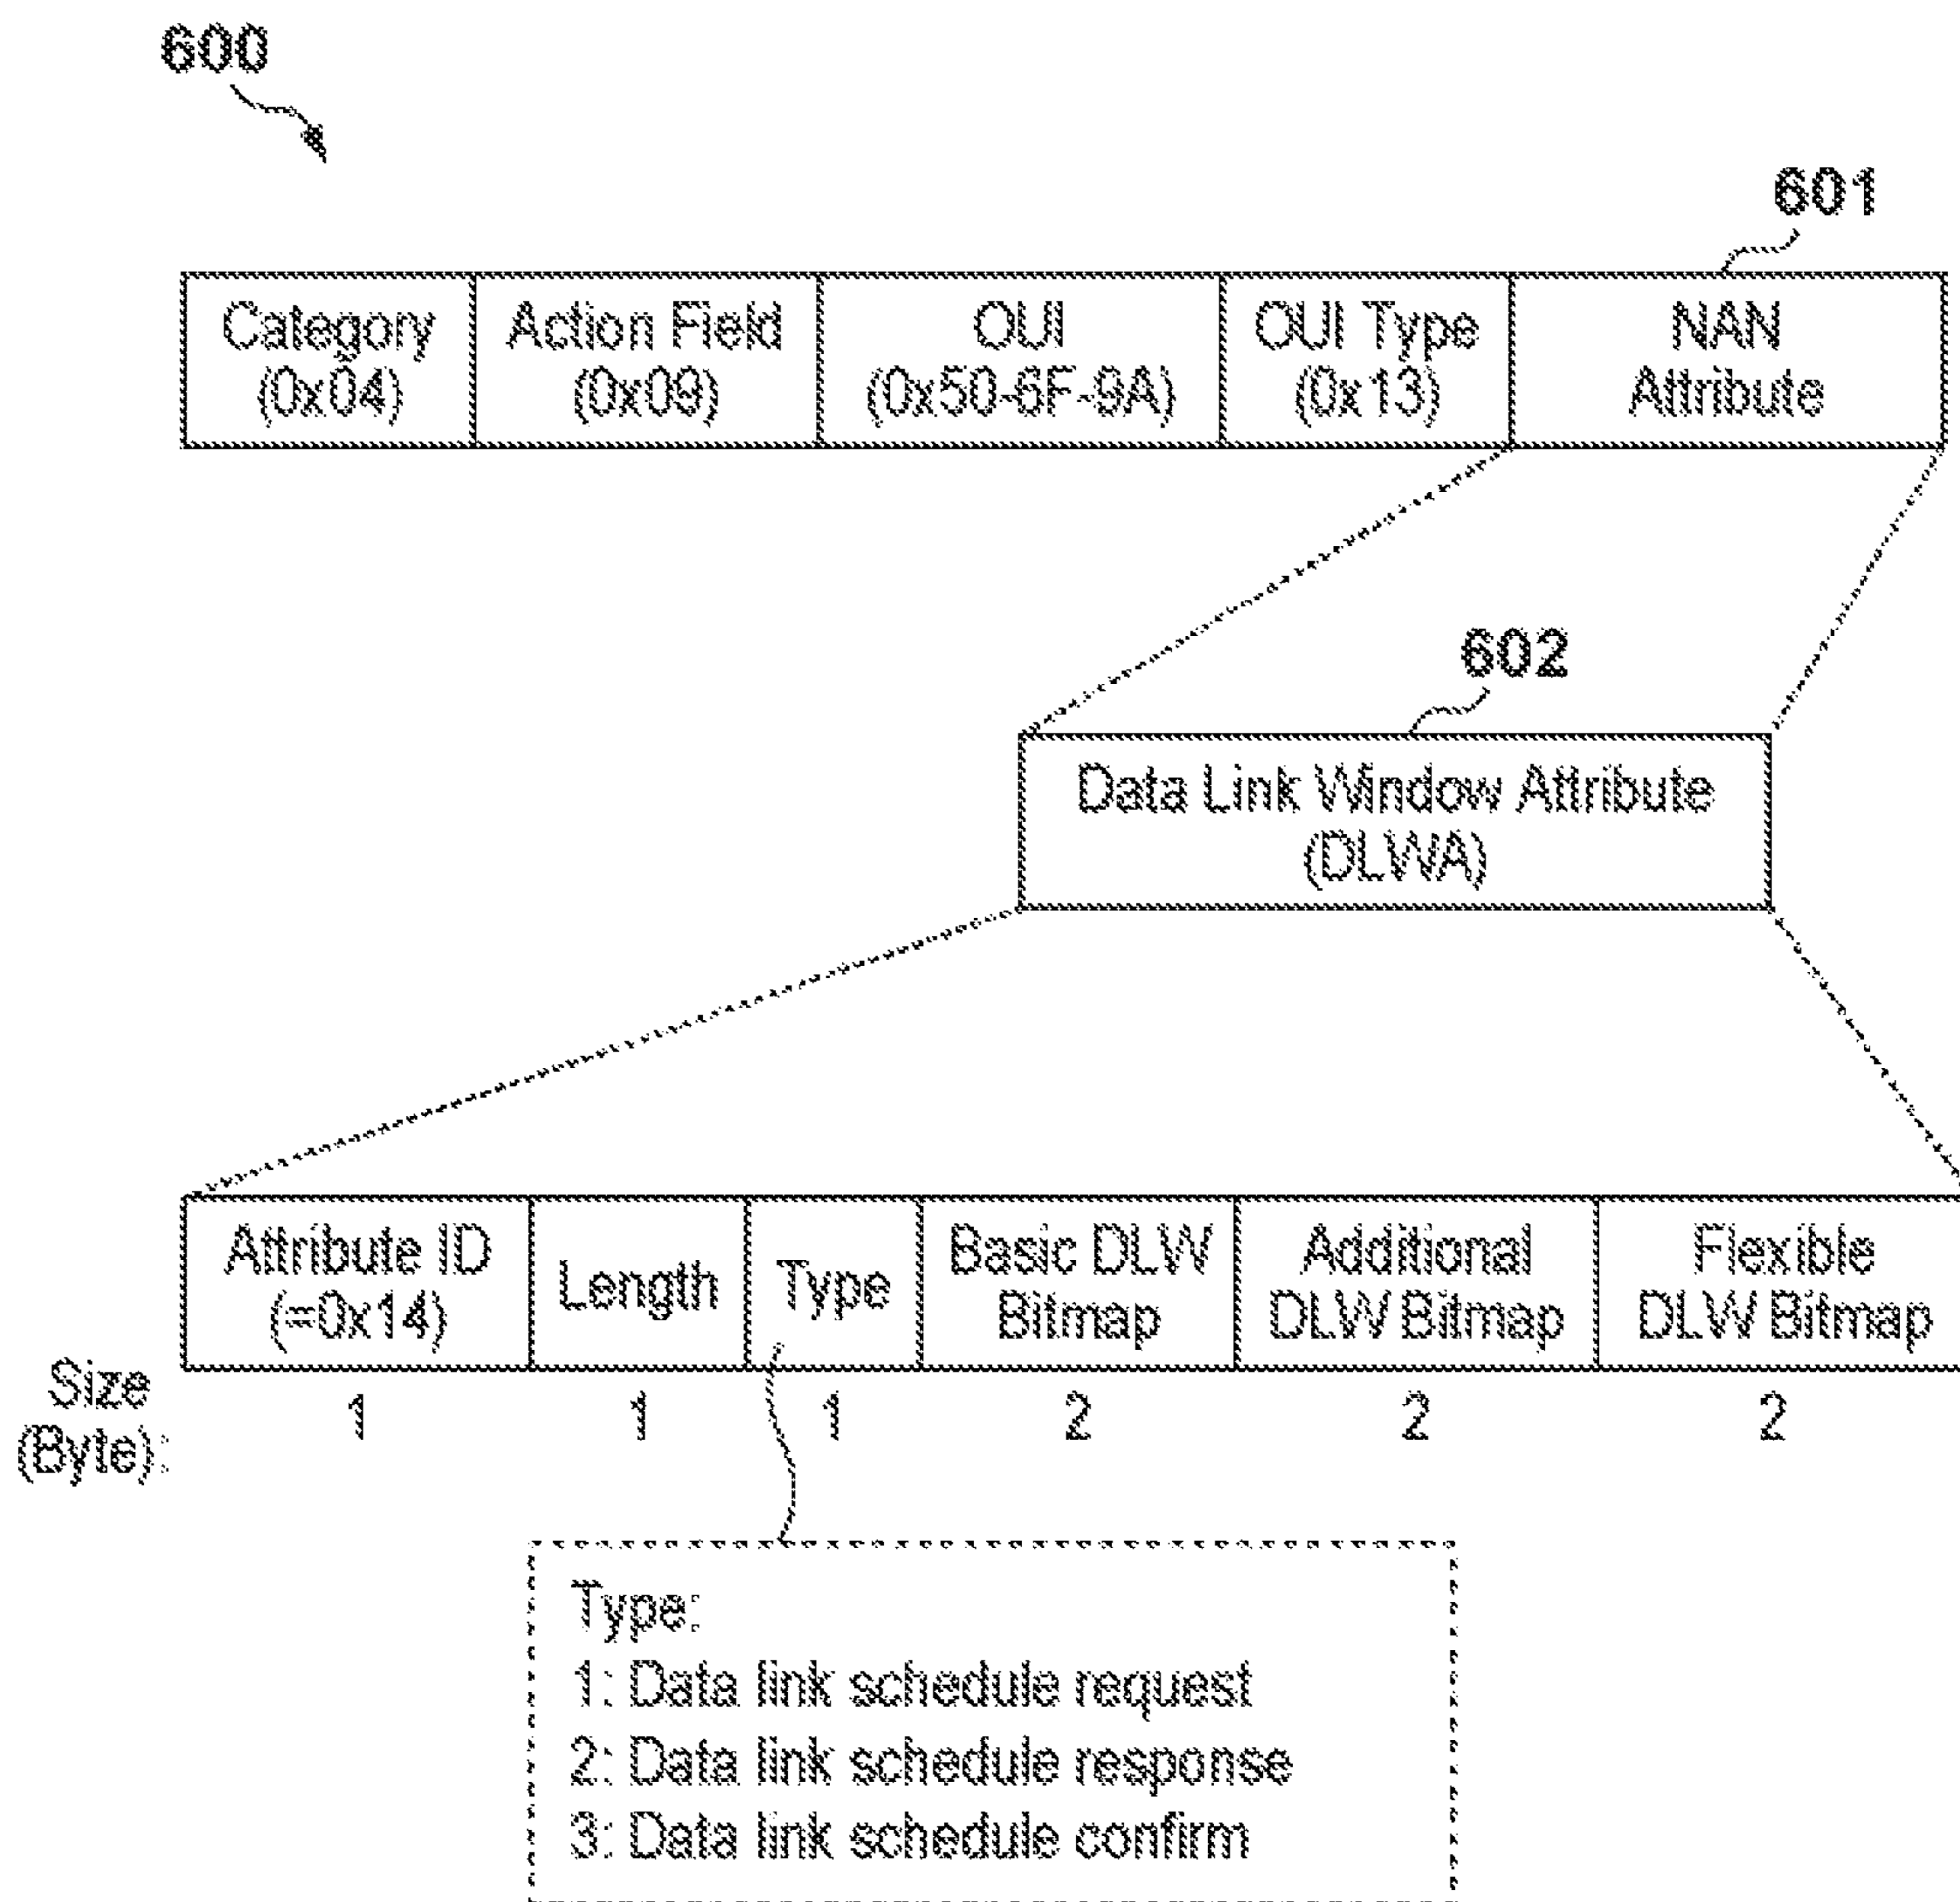 600
601
Category
(0x04)
Action Field
(0x09)
OUI
(0x50-6F-9A)
OUI Type
(0x13)
NAN
Attribute
602
Data Link Window Attribute
(DLWA)
Attribute ID
(=0x14)
Length
Type
Basic DLW
Bitmap
Additional
DLW Bitmap
Flexible
DLW Bitmap
Size
(Byte):
1
1
1
2
2
2
Type:
1: Data link schedule request
2: Data link schedule response
3: Data link schedule confirm